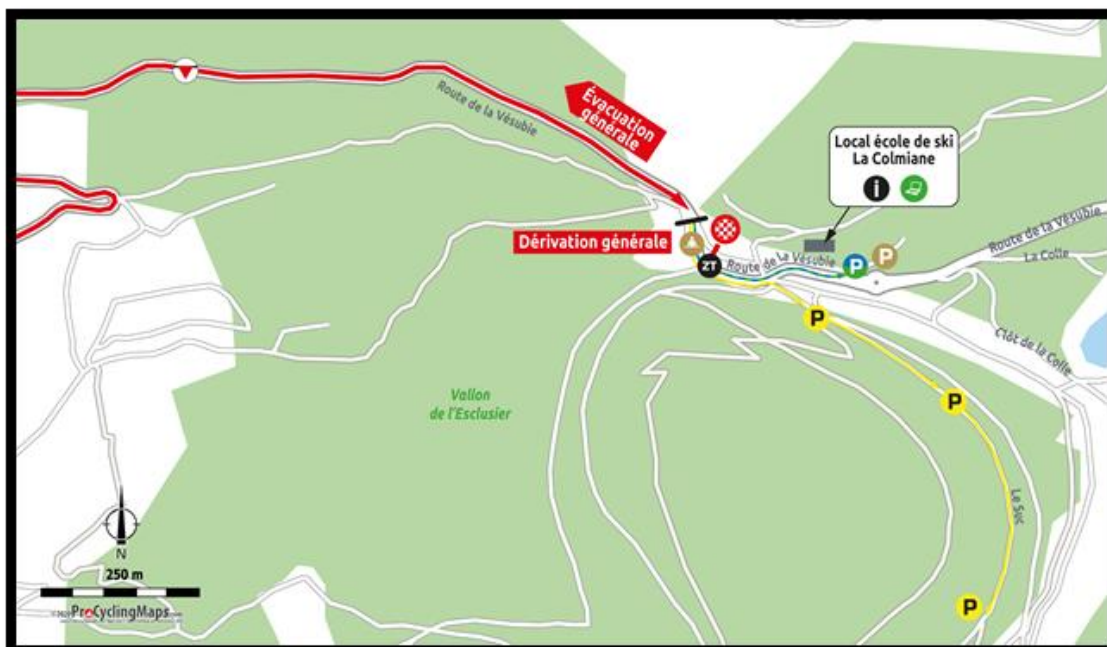 Route de la Vésubie
Évacuation
générale
Local école de ski
La Colmiane
i
Dérivation générale
ZT
Route de la Vésubie
P
P
Route de la Vésubie
La Colle
P
Clôt de la Colle
P
Vallon
de l'Esclusier
Le Suc
P
N
250 m
ProCyclingMaps